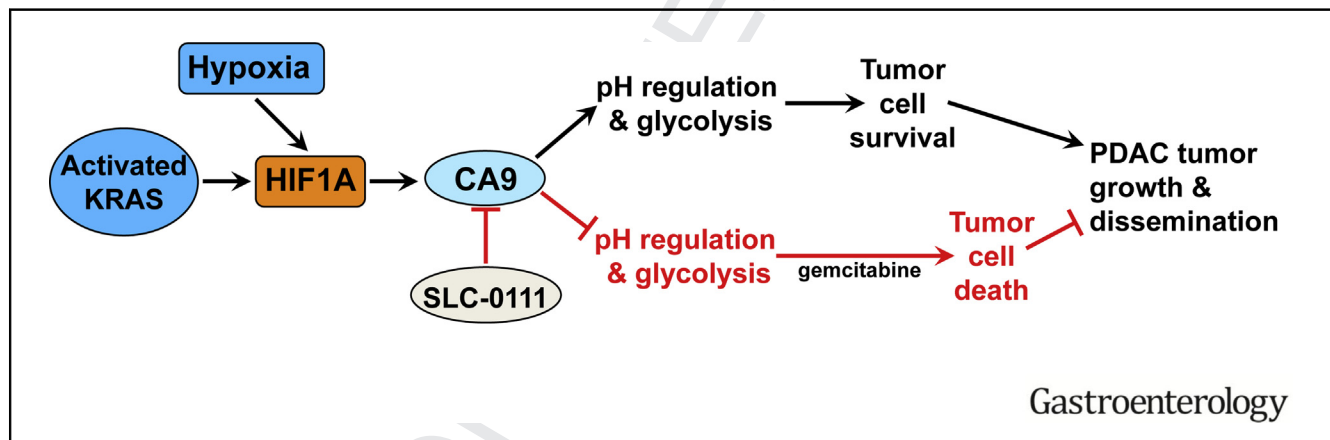 Hypoxia
Activated
KRAS
HIF1A
CA9
SLC-0111
pH regulation
& glycolysis
Tumor
cell
survival
PDAC tumor
growth &
dissemination
pH regulation
& glycolysis
gemcitabine
Tumor
cell
death
Gastroenterology